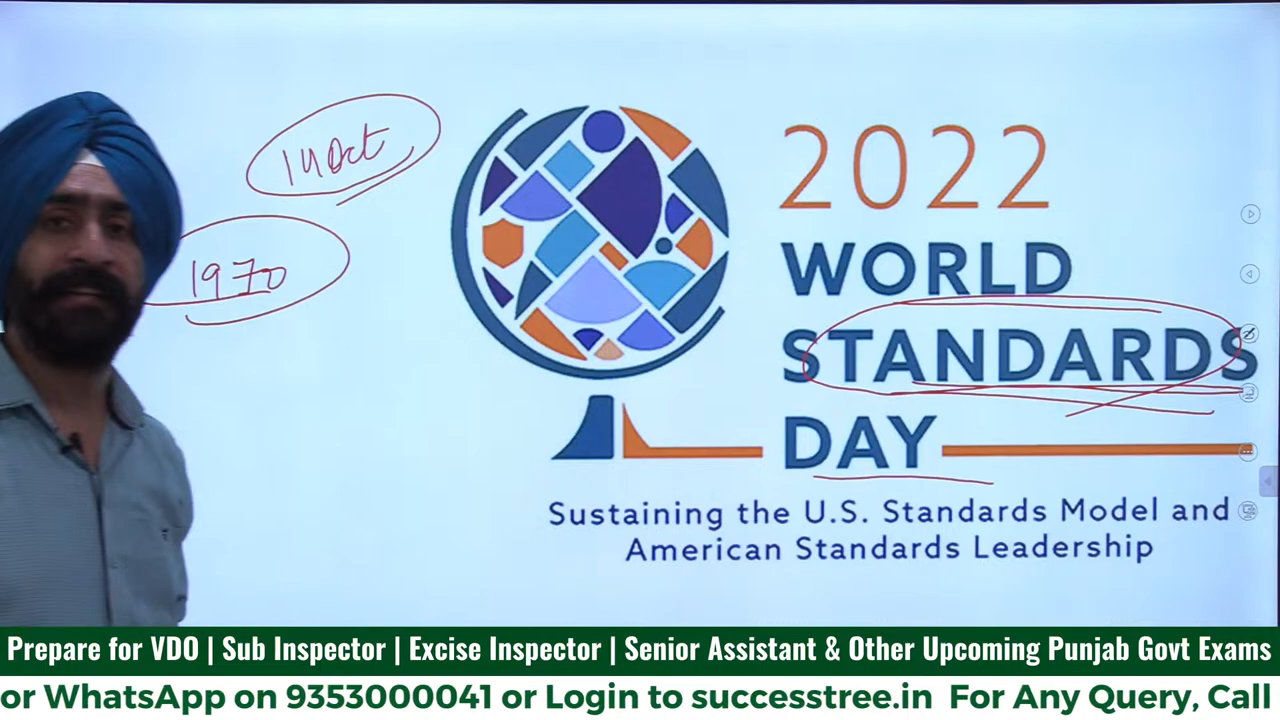 14 Oct
1970
2022
WORLD
STANDARDS
DAY
Sustaining the U.S. Standards Model and
American Standards Leadership
Prepare for VDO | Sub Inspector | Excise Inspector | Senior Assistant & Other Upcoming Punjab Govt Exams
or WhatsApp on 9353000041 or Login to successtree.in For Any Query, Call